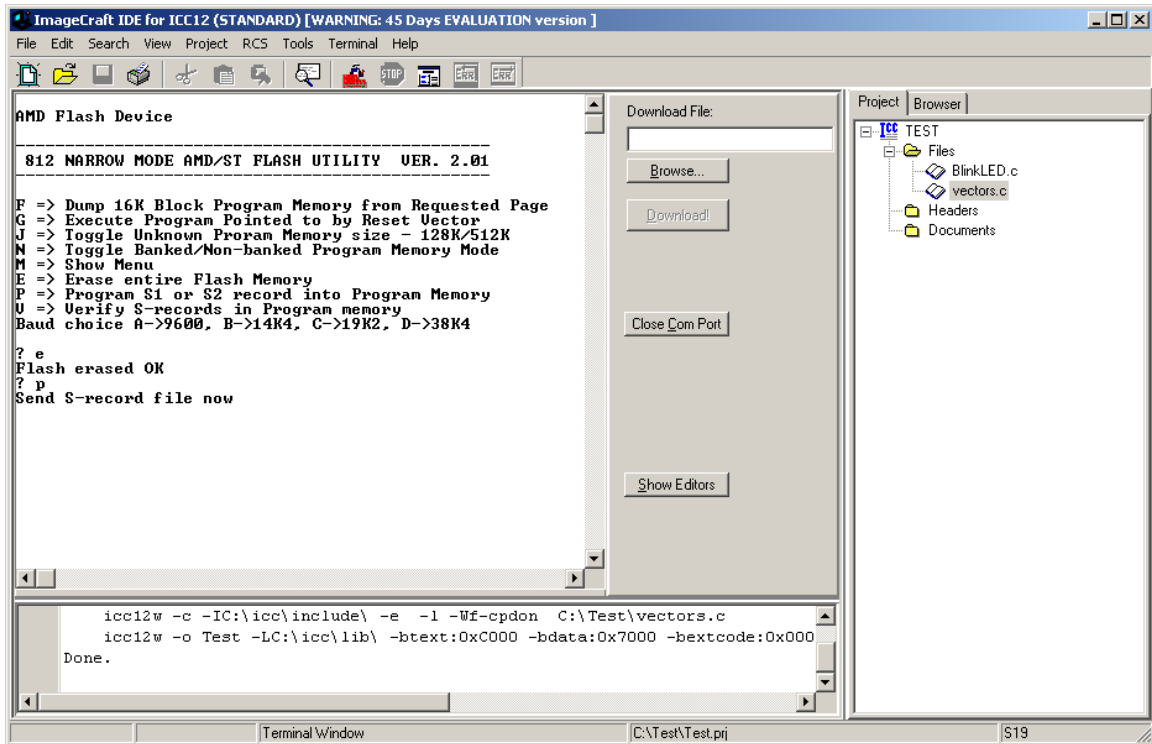 ImageCraft IDE for ICC12 (STANDARD) [WARNING: 45 Days EVALUATION version ]
File Edit Search View Project RCS Tools Terminal Help
STOP ERR ERR
AMD Flash Device
812 NARROW MODE AMD/ST FLASH UTILITY VER. 2.01
F => Dump 16K Block Program Memory from Requested Page
G => Execute Program Pointed to by Reset Vector
J => Toggle Unknown Proram Memory size - 128K/512K
N => Toggle Banked/Non-banked Program Memory Mode
M => Show Menu
E => Erase entire Flash Memory
P => Program S1 or S2 record into Program Memory
V => Verify S-records in Program memory
Baud choice A->9600, B->14K4, C->19K2, D->38K4
? e
Flash erased OK
? p
Send S-record file now
Download File:
Browse...
Download!
Close Com Port
Show Editors
Project Browser
ICC TEST
Files
BlinkLED.c
vectors.c
Headers
Documents
icc12w -c -IC:\icc\include\ -e -l -Wf-cpdon C:\Test\vectors.c
icc12w -o Test -LC:\icc\lib\ -btext:0xC000 -bdata:0x7000 -bextcode:0x000
Done.
Terminal Window
C:\Test\Test.prj
S19